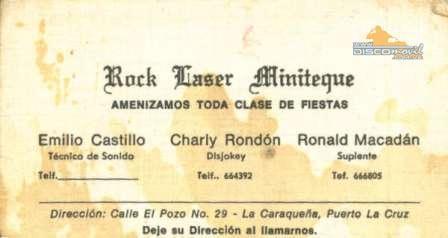 DISCOmovil
Rock Laser Miniteque
AMENIZAMOS TODA CLASE DE FIESTAS
Emilio Castillo Charly Rondón Ronald Macadán
Técnico de Sonido Disjokey Suplente
Telf. Telf.. 664392 Tef. 666805
Dirección: Calle El Pozo No. 29 - La Caraqueña, Puerto La Cruz
Deje su Dirección al llamarnos.